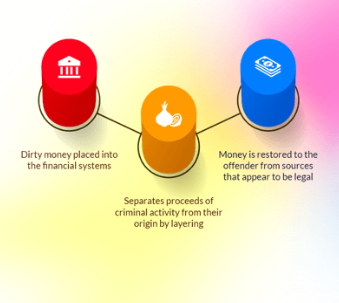 Dirty money placed into
the financial systems
Separates proceeds of
criminal activity from their
origin by layering
Money is restored to the
offender from sources
that appear to be legal